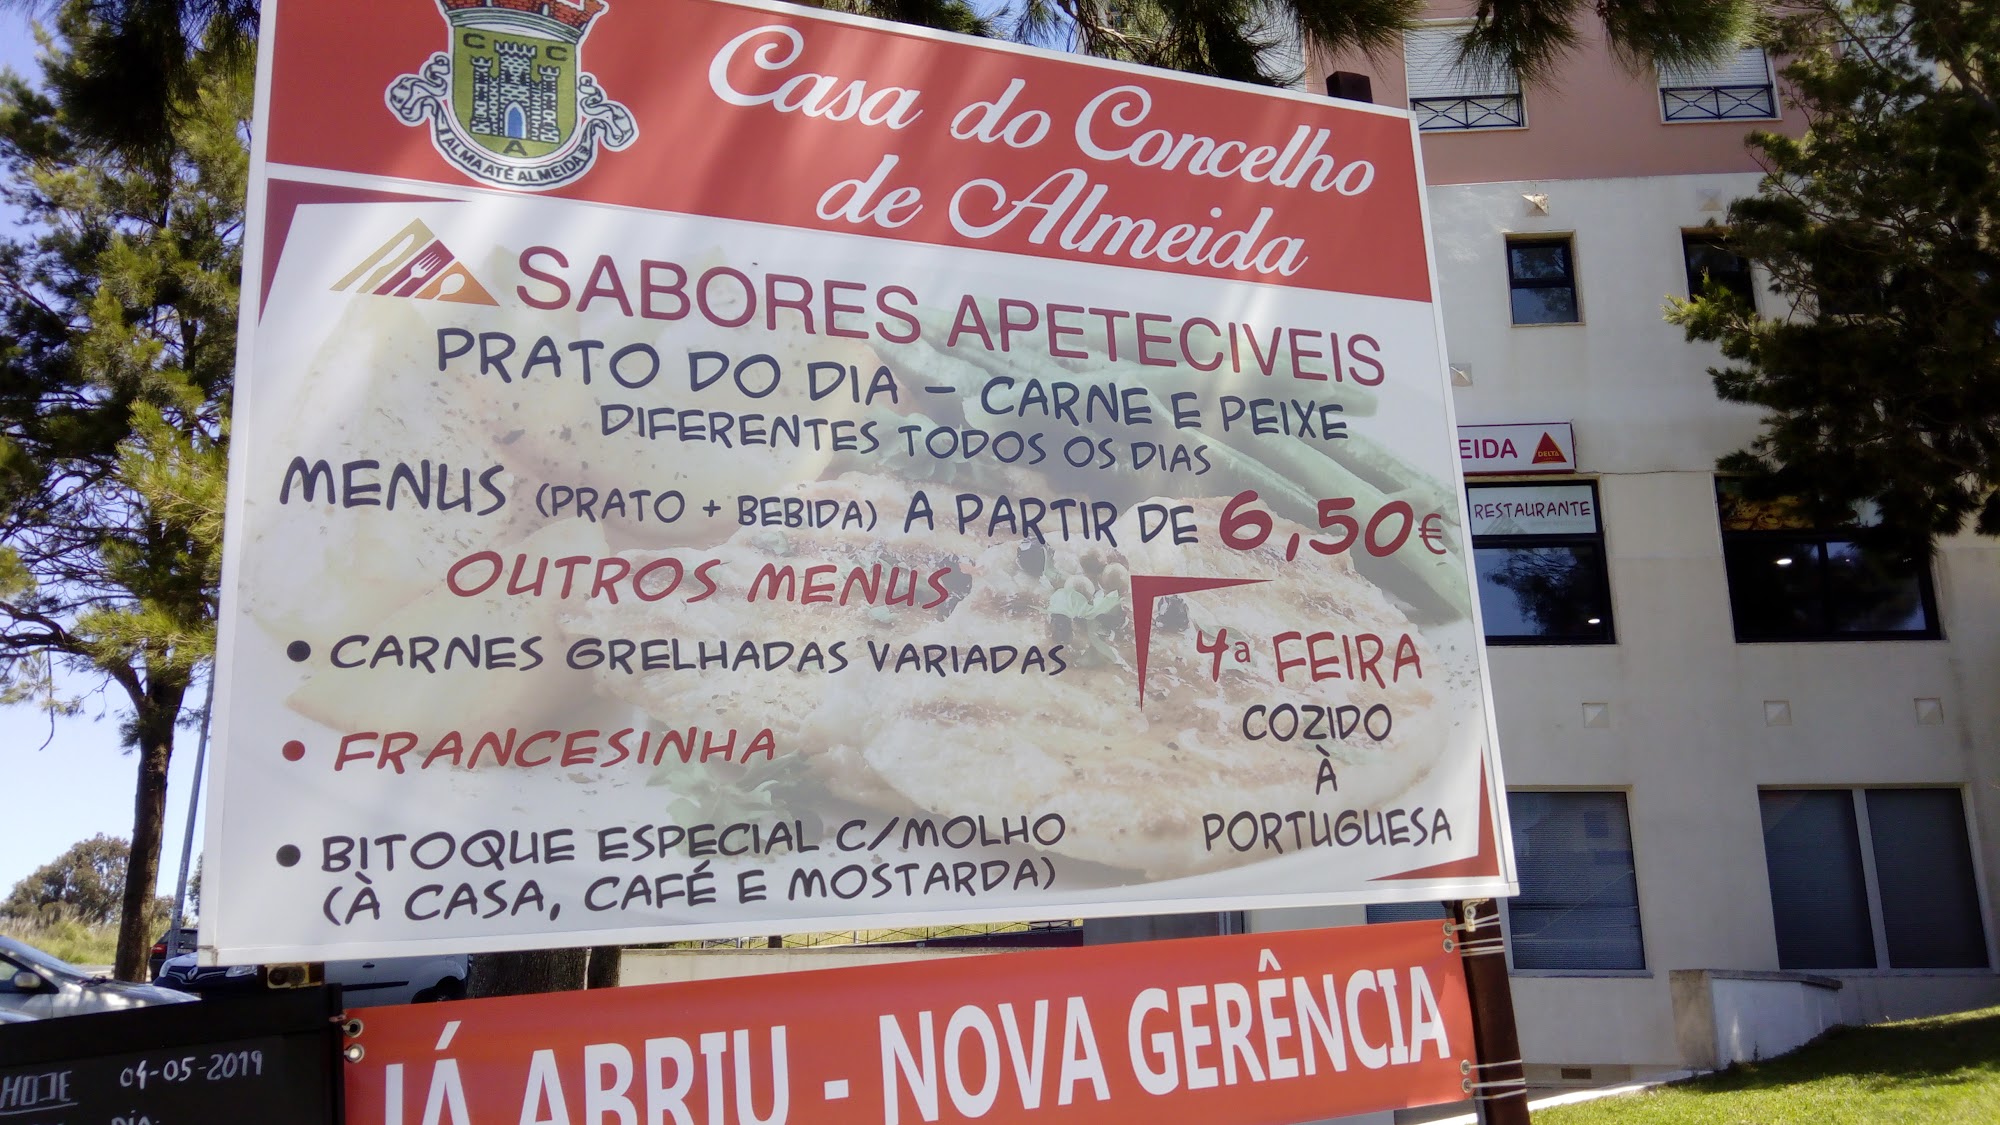 C C
A
ALMA ATÉ ALMEIDA
Casa do Concelho
de Almeida
SABORES APETECIVEIS
PRATO DO DIA - CARNE E PEIXE
DIFERENTES TODOS OS DIAS
MENUS (PRATO + BEBIDA) A PARTIR DE 6,50€
OUTROS MENUS
• CARNES GRELHADAS VARIADAS
• FRANCESINHA
• BITOQUE ESPECIAL C/MOLHO
(À CASA, CAFÉ E MOSTARDA)
4ª FEIRA
COZIDO
À
PORTUGUESA
EIDA
DELTA
RESTAURANTE
JÁ ABRIU - NOVA GERÊNCIA
HOJE 04-05-2019
DIA: